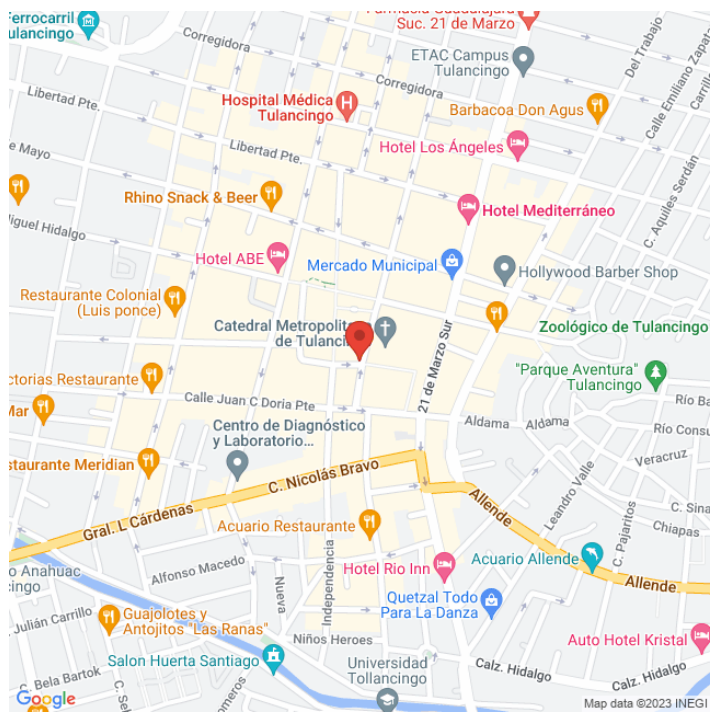 Ferrocarril
Tulancingo
Farmacia Guadalajara
Suc. 21 de Marzo
Corregidora
ETAC Campus
Tulancingo
Del Trabajo
Calle Emiliano Zapata
Hospital Médica
Tulancingo
Corregidora
Libertad Pte.
Barbacoa Don Agus
Libertad Pte.
Hotel Los Ángeles
de Mayo
C. Aquiles Serdán
Rhino Snack & Beer
Hotel Mediterráneo
Miguel Hidalgo
Hotel ABE
Mercado Municipal
Hollywood Barber Shop
Restaurante Colonial
(Luis ponce)
Catedral Metropolitana
de Tulancingo
21 de Marzo Sur
Zoológico de Tulancingo
"Parque Aventura"
Tulancingo
ctorias Restaurante
Calle Juan C Doria Pte
Mar
Aldama
Aldama
Río Ba
Río Consu
Centro de Diagnóstico
y Laboratorio...
staurante Meridian
C. Nicolás Bravo
Veracruz
Leandro Valle
Gral. L Cárdenas
Allende
C. Sina
Chiapas
C. Pajaritos
Acuario Restaurante
Acuario Allende
Allende
o Anahuac
cingo
Alfonso Macedo
Hotel Rio Inn
Nueva
Independencia
Quetzal Todo
Para La Danza
Julián Carrillo
Guajolotes y
Antojitos "Las Ranas"
Niños Heroes
Auto Hotel Kristal
Salon Huerta Santiago
Universidad
Tollancingo
Calz. Hidalgo
Calz. Hidalgo
C. Bela Bartok
Google
Map data ©2023 INEGI